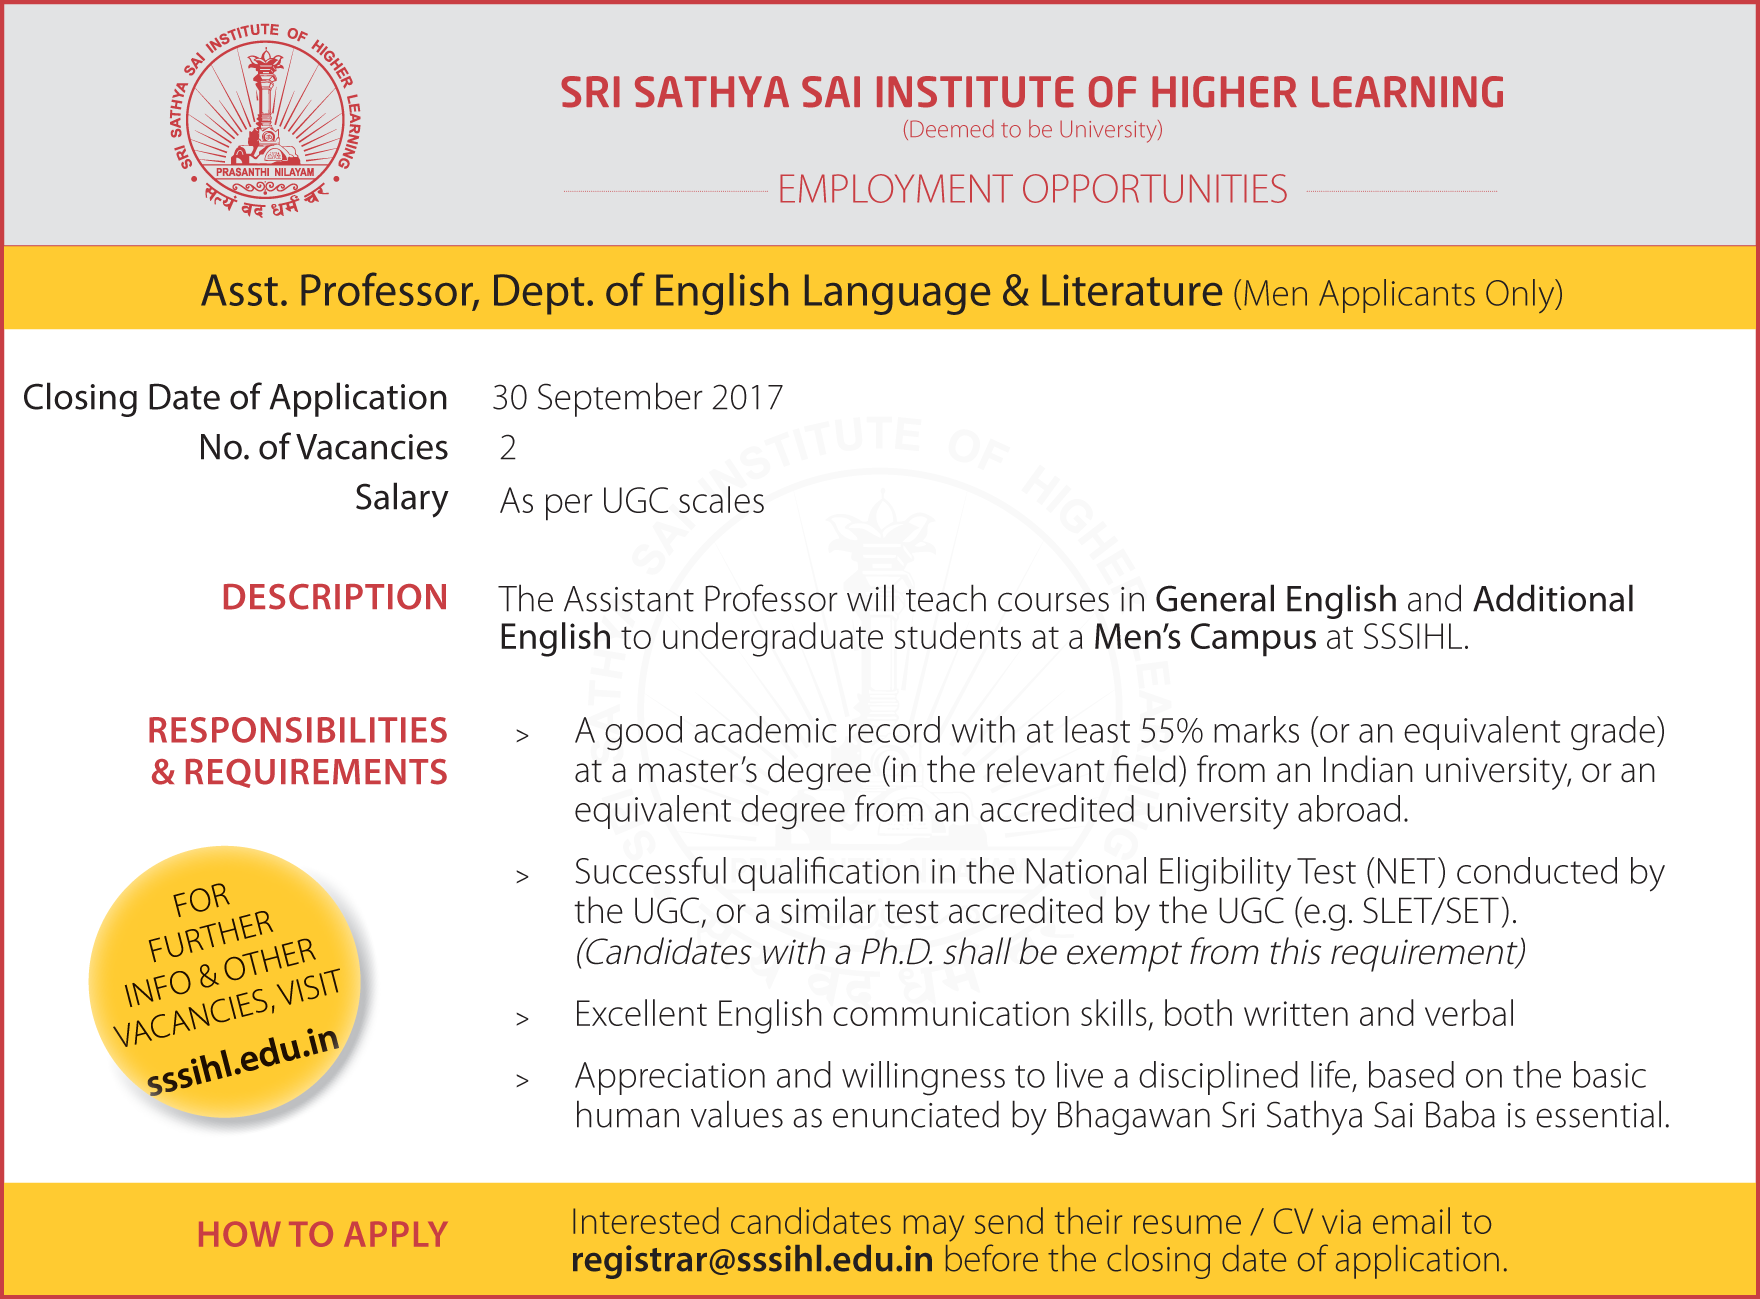 SRI SATHYA SAI INSTITUTE OF HIGHER LEARNING
PRASANTHI NILAYAM
सत्यं वद धर्मं चर
SRI SATHYA SAI INSTITUTE OF HIGHER LEARNING
(Deemed to be University)
EMPLOYMENT OPPORTUNITIES
Asst. Professor, Dept. of English Language & Literature (Men Applicants Only)
Closing Date of Application 30 September 2017
No. of Vacancies 2
Salary As per UGC scales
DESCRIPTION The Assistant Professor will teach courses in General English and Additional
English to undergraduate students at a Men's Campus at SSSIHL.
RESPONSIBILITIES
& REQUIREMENTS
> A good academic record with at least 55% marks (or an equivalent grade)
at a master's degree (in the relevant field) from an Indian university, or an
equivalent degree from an accredited university abroad.
> Successful qualification in the National Eligibility Test (NET) conducted by
the UGC, or a similar test accredited by the UGC (e.g. SLET/SET).
(Candidates with a Ph.D. shall be exempt from this requirement)
> Excellent English communication skills, both written and verbal
> Appreciation and willingness to live a disciplined life, based on the basic
human values as enunciated by Bhagawan Sri Sathya Sai Baba is essential.
FOR
FURTHER
INFO & OTHER
VACANCIES, VISIT
sssihl.edu.in
HOW TO APPLY Interested candidates may send their resume / CV via email to
registrar@sssihl.edu.in before the closing date of application.